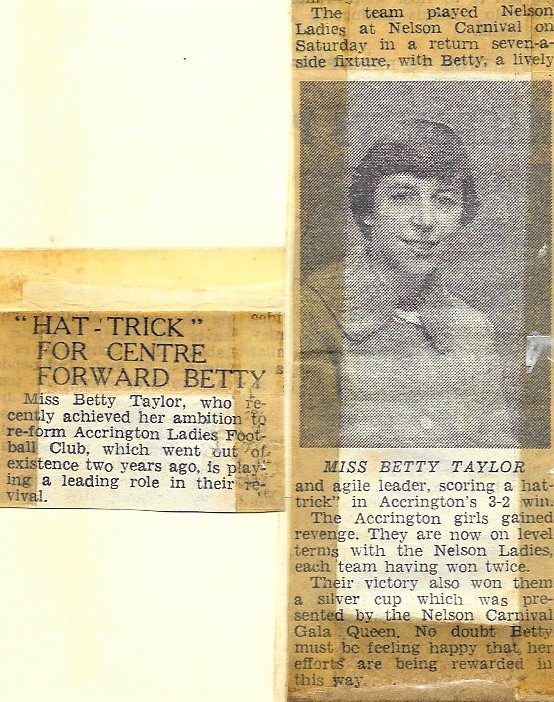 "HAT-TRICK"
FOR CENTRE
FORWARD BETTY
Miss Betty Taylor, who re-
cently achieved her ambition to
re-form Accrington Ladies Foot-
ball Club, which went out of
existence two years ago, is play-
ing a leading role in their re-
vival.
The team played Nelson
Ladies at Nelson Carnival on
Saturday in a return seven-a-
side fixture, with Betty, a lively
MISS BETTY TAYLOR
and agile leader, scoring a hat-
trick" in Accrington's 3-2 win.
The Accrington girls gained
revenge. They are now on level
terms with the Nelson Ladies,
each team having won twice.
Their victory also won them
a silver cup which was pre-
sented by the Nelson Carnival
Gala Queen. No doubt Betty
must be feeling happy that her
efforts are being rewarded in
this way.